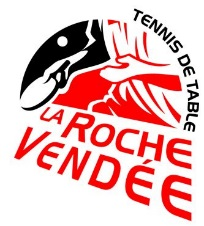 TENNIS DE TABLE
LA ROCHE
VENDÉE